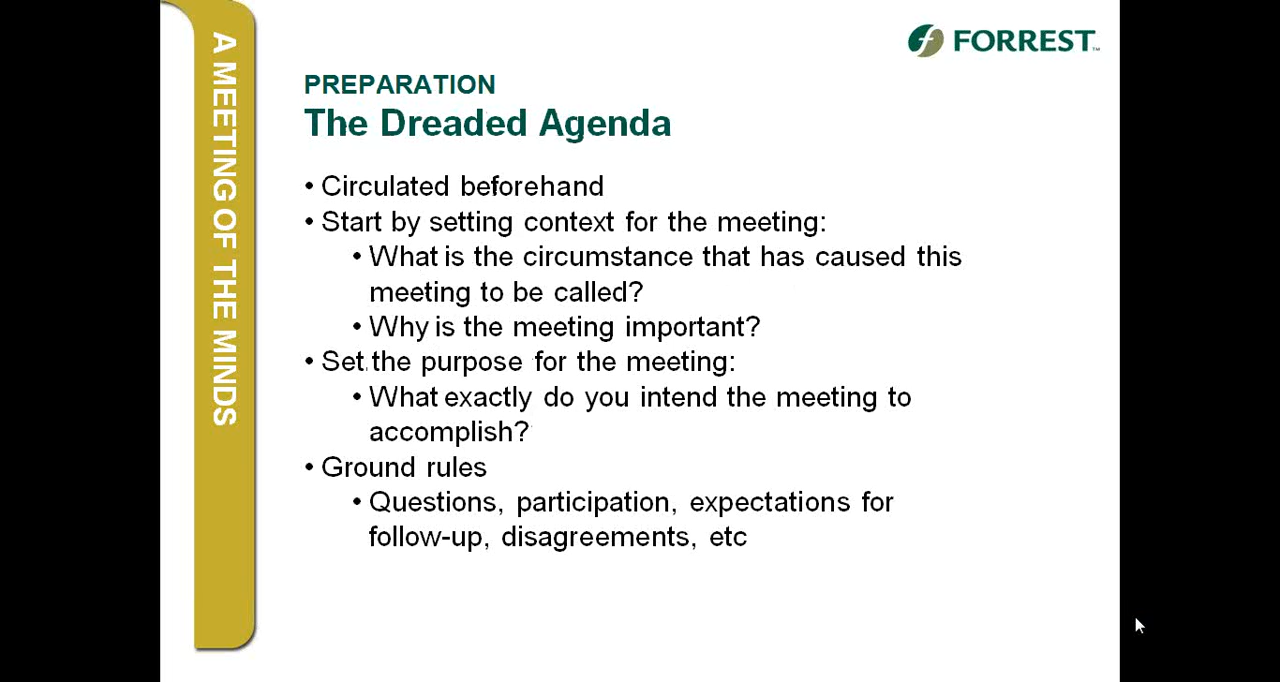 A MEETING OF THE MINDS
FORREST™
PREPARATION
The Dreaded Agenda
• Circulated beforehand
• Start by setting context for the meeting:
• What is the circumstance that has caused this
meeting to be called?
• Why is the meeting important?
• Set the purpose for the meeting:
• What exactly do you intend the meeting to
accomplish?
• Ground rules
• Questions, participation, expectations for
follow-up, disagreements, etc